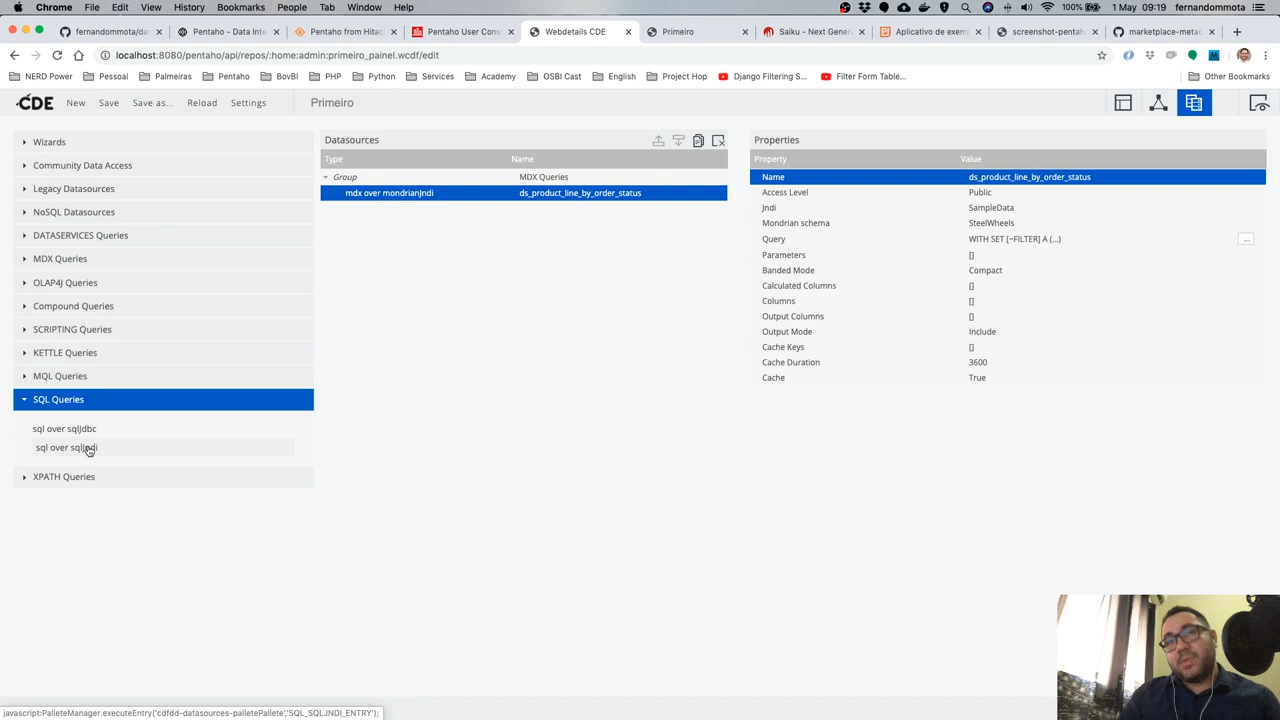 Chrome File Edit View History Bookmarks People Tab Window Help 100% 1 May 09:19 fernandommota
fernandommota/da Pentaho - Data Inte Pentaho from Hitac Pentaho User Cons Webdetails CDE Primeiro Saiku - Next Genera Aplicativo de exemp screenshot-pentah marketplace-metad
localhost:8080/pentaho/api/repos/:home:admin:primeiro_painel.wcdf/edit
NERD Power Pessoal Palmeiras Pentaho BovBI PHP Python Services Academy OSBI Cast English Project Hop Django Filtering S... Filter Form Table... Other Bookmarks
CDE New Save Save as... Reload Settings Primeiro
Wizards
Community Data Access
Legacy Datasources
NoSQL Datasources
DATASERVICES Queries
MDX Queries
OLAP4J Queries
Compound Queries
SCRIPTING Queries
KETTLE Queries
MQL Queries
SQL Queries
sql over sqlJdbc
sql over sqlJndi
XPATH Queries
Datasources
Type Name
Group MDX Queries
mdx over mondrianJndi ds_product_line_by_order_status
Properties
Property Value
Name ds_product_line_by_order_status
Access Level Public
Jndi SampleData
Mondrian schema SteelWheels
Query WITH SET [~FILTER] A (...) ...
Parameters []
Banded Mode Compact
Calculated Columns []
Columns []
Output Columns []
Output Mode Include
Cache Keys []
Cache Duration 3600
Cache True
javascript:PalleteManager.executeEntry('cdfdd-datasources-palletePallete','SQL_SQLJNDI_ENTRY');